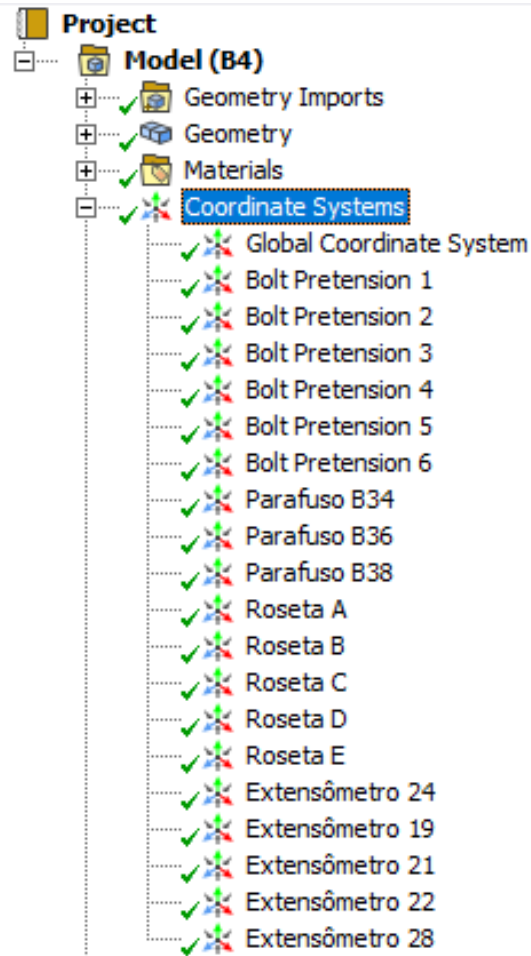 Project
Model (B4)
Geometry Imports
Geometry
Materials
Coordinate Systems
Global Coordinate System
Bolt Pretension 1
Bolt Pretension 2
Bolt Pretension 3
Bolt Pretension 4
Bolt Pretension 5
Bolt Pretension 6
Parafuso B34
Parafuso B36
Parafuso B38
Roseta A
Roseta B
Roseta C
Roseta D
Roseta E
Extensômetro 24
Extensômetro 19
Extensômetro 21
Extensômetro 22
Extensômetro 28